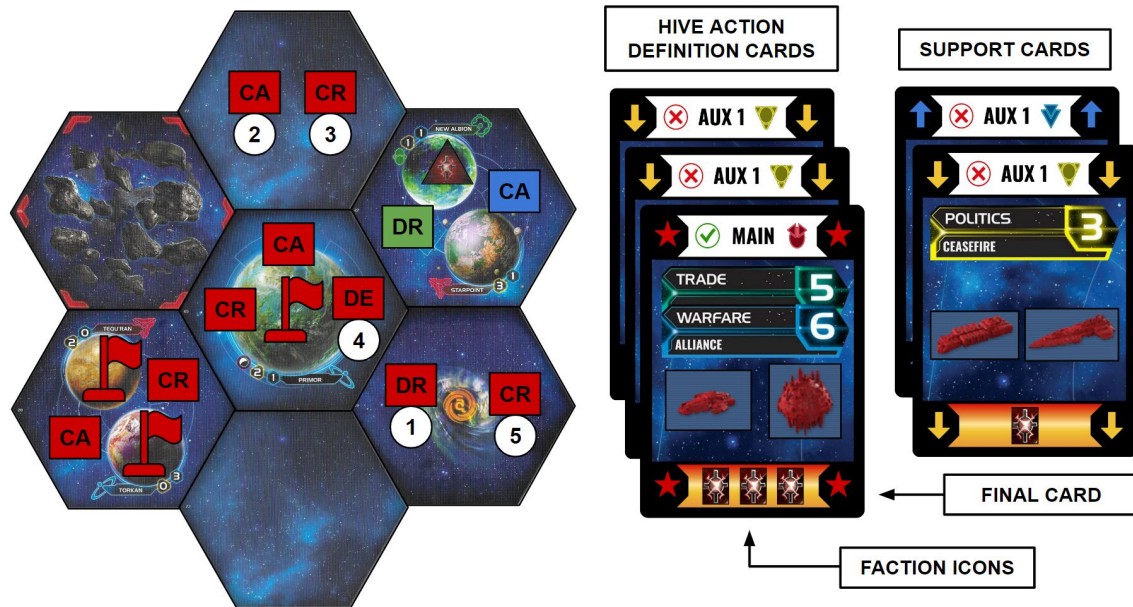 HIVE ACTION
DEFINITION CARDS
SUPPORT CARDS
CA
CR
2
3
NEW ALBION
1
1
CA
DR
STARPOINT
3
1
CA
CR
DE
4
2
1
PRIMOR
TEQU'RAN
2
0
CR
CA
TORKAN
0
3
DR
CR
1
5
AUX 1
AUX 1
MAIN
TRADE
5
WARFARE
6
ALLIANCE
AUX 1
AUX 1
POLITICS
3
CEASEFIRE
FINAL CARD
FACTION ICONS